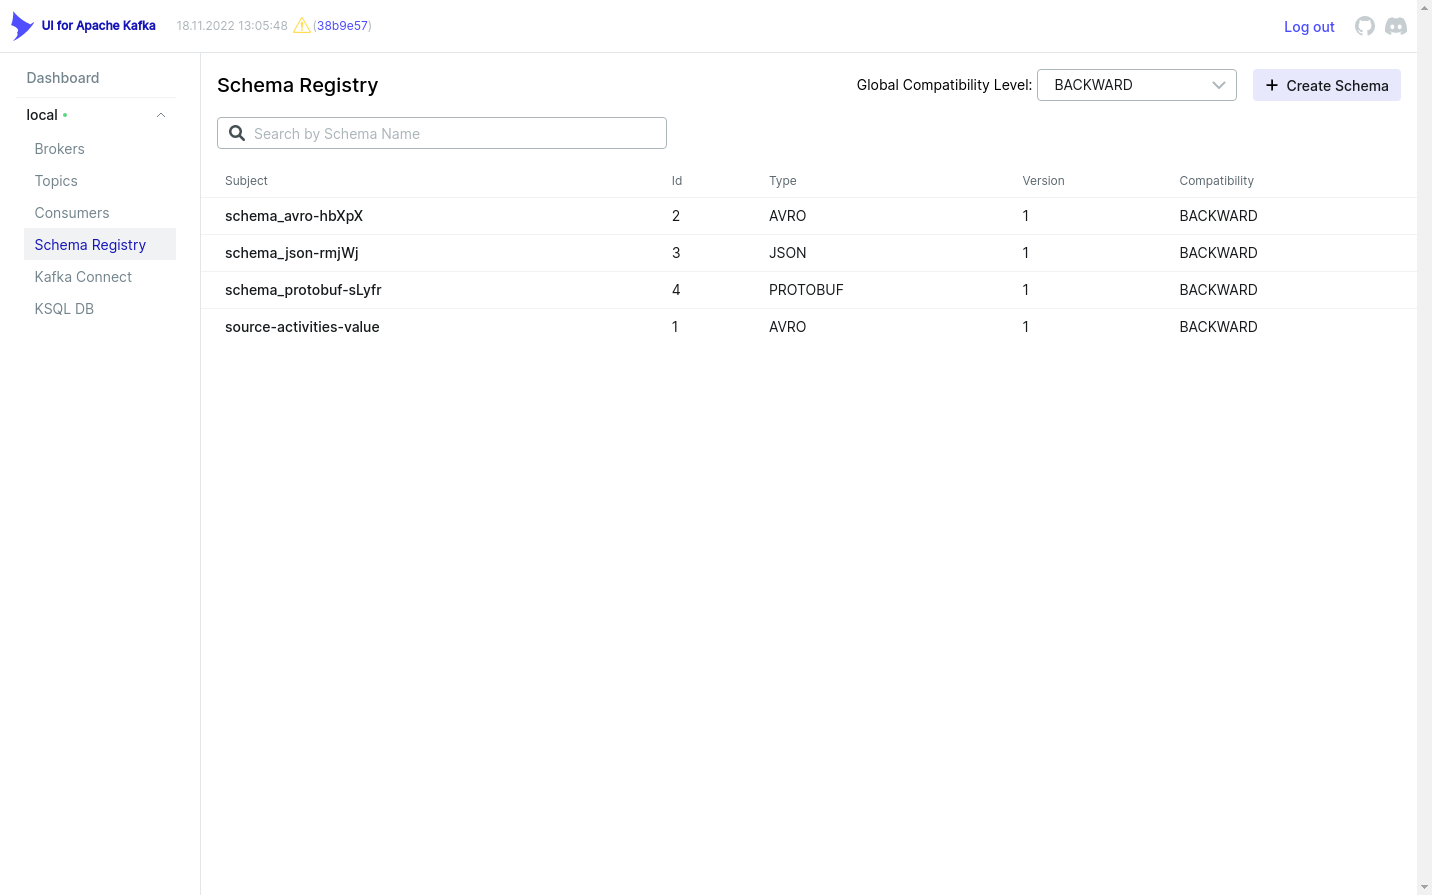 UI for Apache Kafka 18.11.2022 13:05:48 (38b9e57) Log out
Dashboard
local
Brokers
Topics
Consumers
Schema Registry
Kafka Connect
KSQL DB
Schema Registry Global Compatibility Level: BACKWARD Create Schema
Search by Schema Name
Subject Id Type Version Compatibility
schema_avro-hbXpX 2 AVRO 1 BACKWARD
schema_json-rmjWj 3 JSON 1 BACKWARD
schema_protobuf-sLyfr 4 PROTOBUF 1 BACKWARD
source-activities-value 1 AVRO 1 BACKWARD